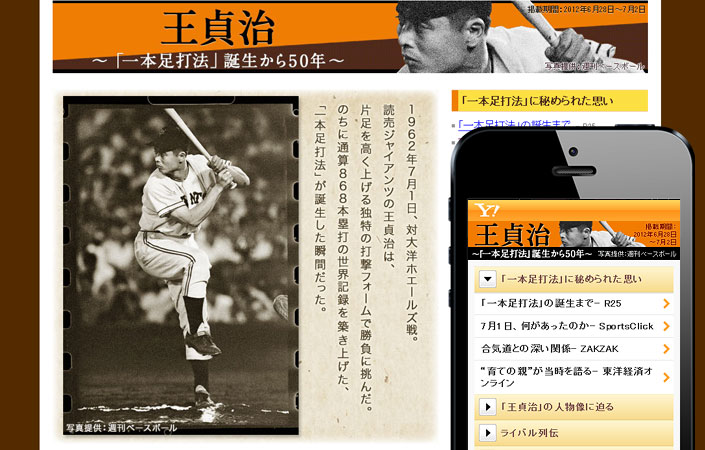 王貞治
～「一本足打法」誕生から50年～
掲載期間：2012年6月28日～7月2日
写真提供：週刊ベースボール
1962年7月1日、対大洋ホエールズ戦。
読売ジャイアンツの王貞治は、
片足を高く上げる独特の打撃フォームで勝負に挑んだ。
のちに通算868本塁打の世界記録を築き上げた、
「一本足打法」が誕生した瞬間だった。
写真提供：週刊ベースボール
「一本足打法」に秘められた思い
「一本足打法」の誕生まで－ R25
Y!
王貞治
掲載期間：
2012年6月28日
～7月2日
～「一本足打法」誕生から50年～
写真提供：週刊ベースボール
「一本足打法」に秘められた思い
「一本足打法」の誕生まで－ R25
7月1日、何があったのか－ SportsClick
合気道との深い関係－ ZAKZAK
“育ての親”が当時を語る－ 東洋経済オ
ンライン
「王貞治」の人物像に迫る
ライバル列伝